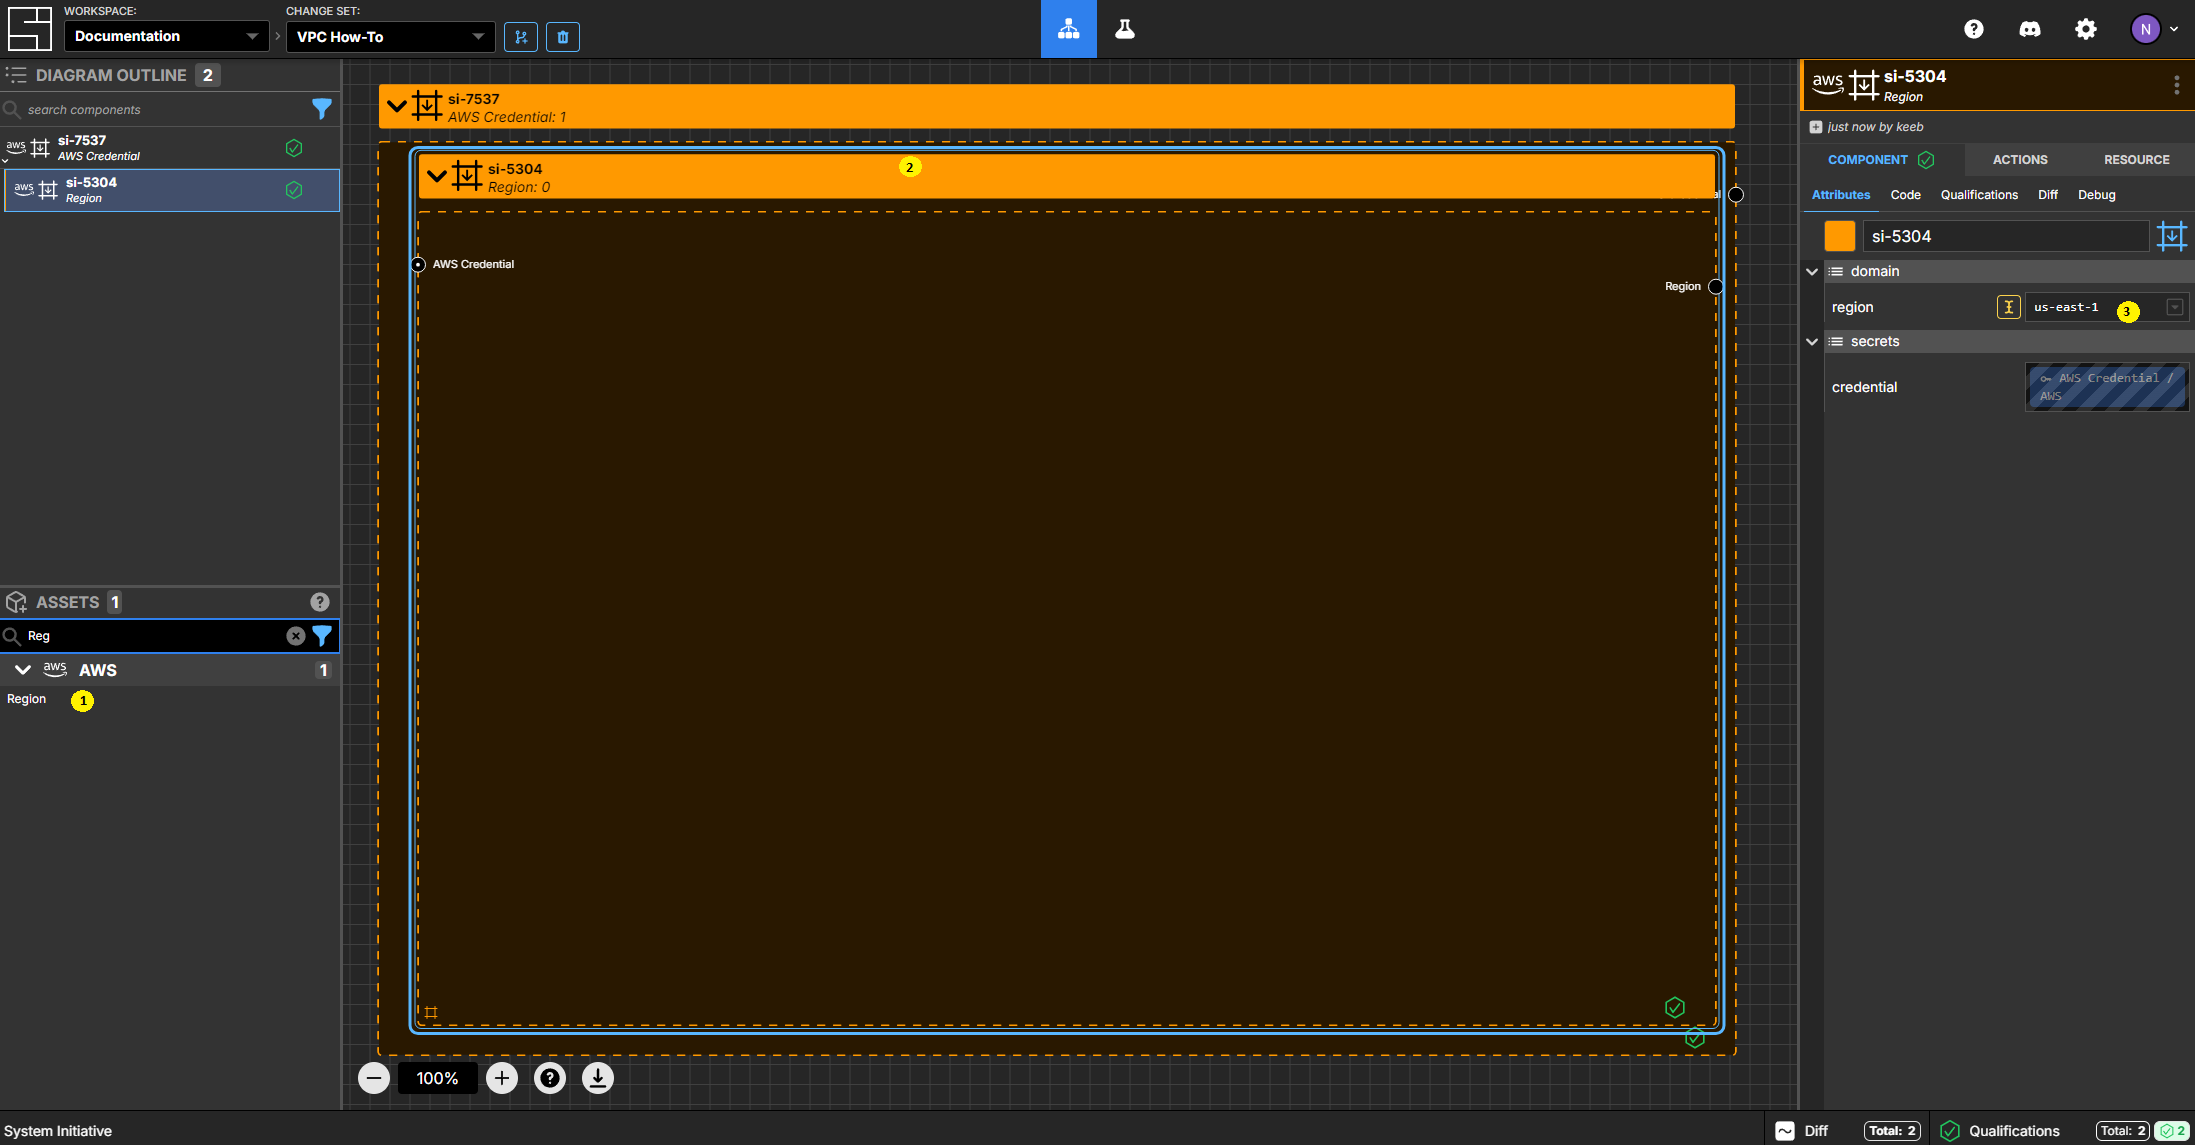 WORKSPACE:
Documentation
CHANGE SET:
VPC How-To
N
DIAGRAM OUTLINE 2
search components
aws si-7537
AWS Credential
aws si-5304
Region
ASSETS 1
Reg
aws AWS 1
Region 1
si-7537
AWS Credential: 1
si-5304
Region: 0
2
al
AWS Credential
Region
100%
aws si-5304
Region
just now by keeb
COMPONENT ACTIONS RESOURCE
Attributes Code Qualifications Diff Debug
si-5304
domain
region us-east-1 3
secrets
credential
AWS Credential /
AWS
System Initiative
Diff Total: 2 Qualifications Total: 2 2